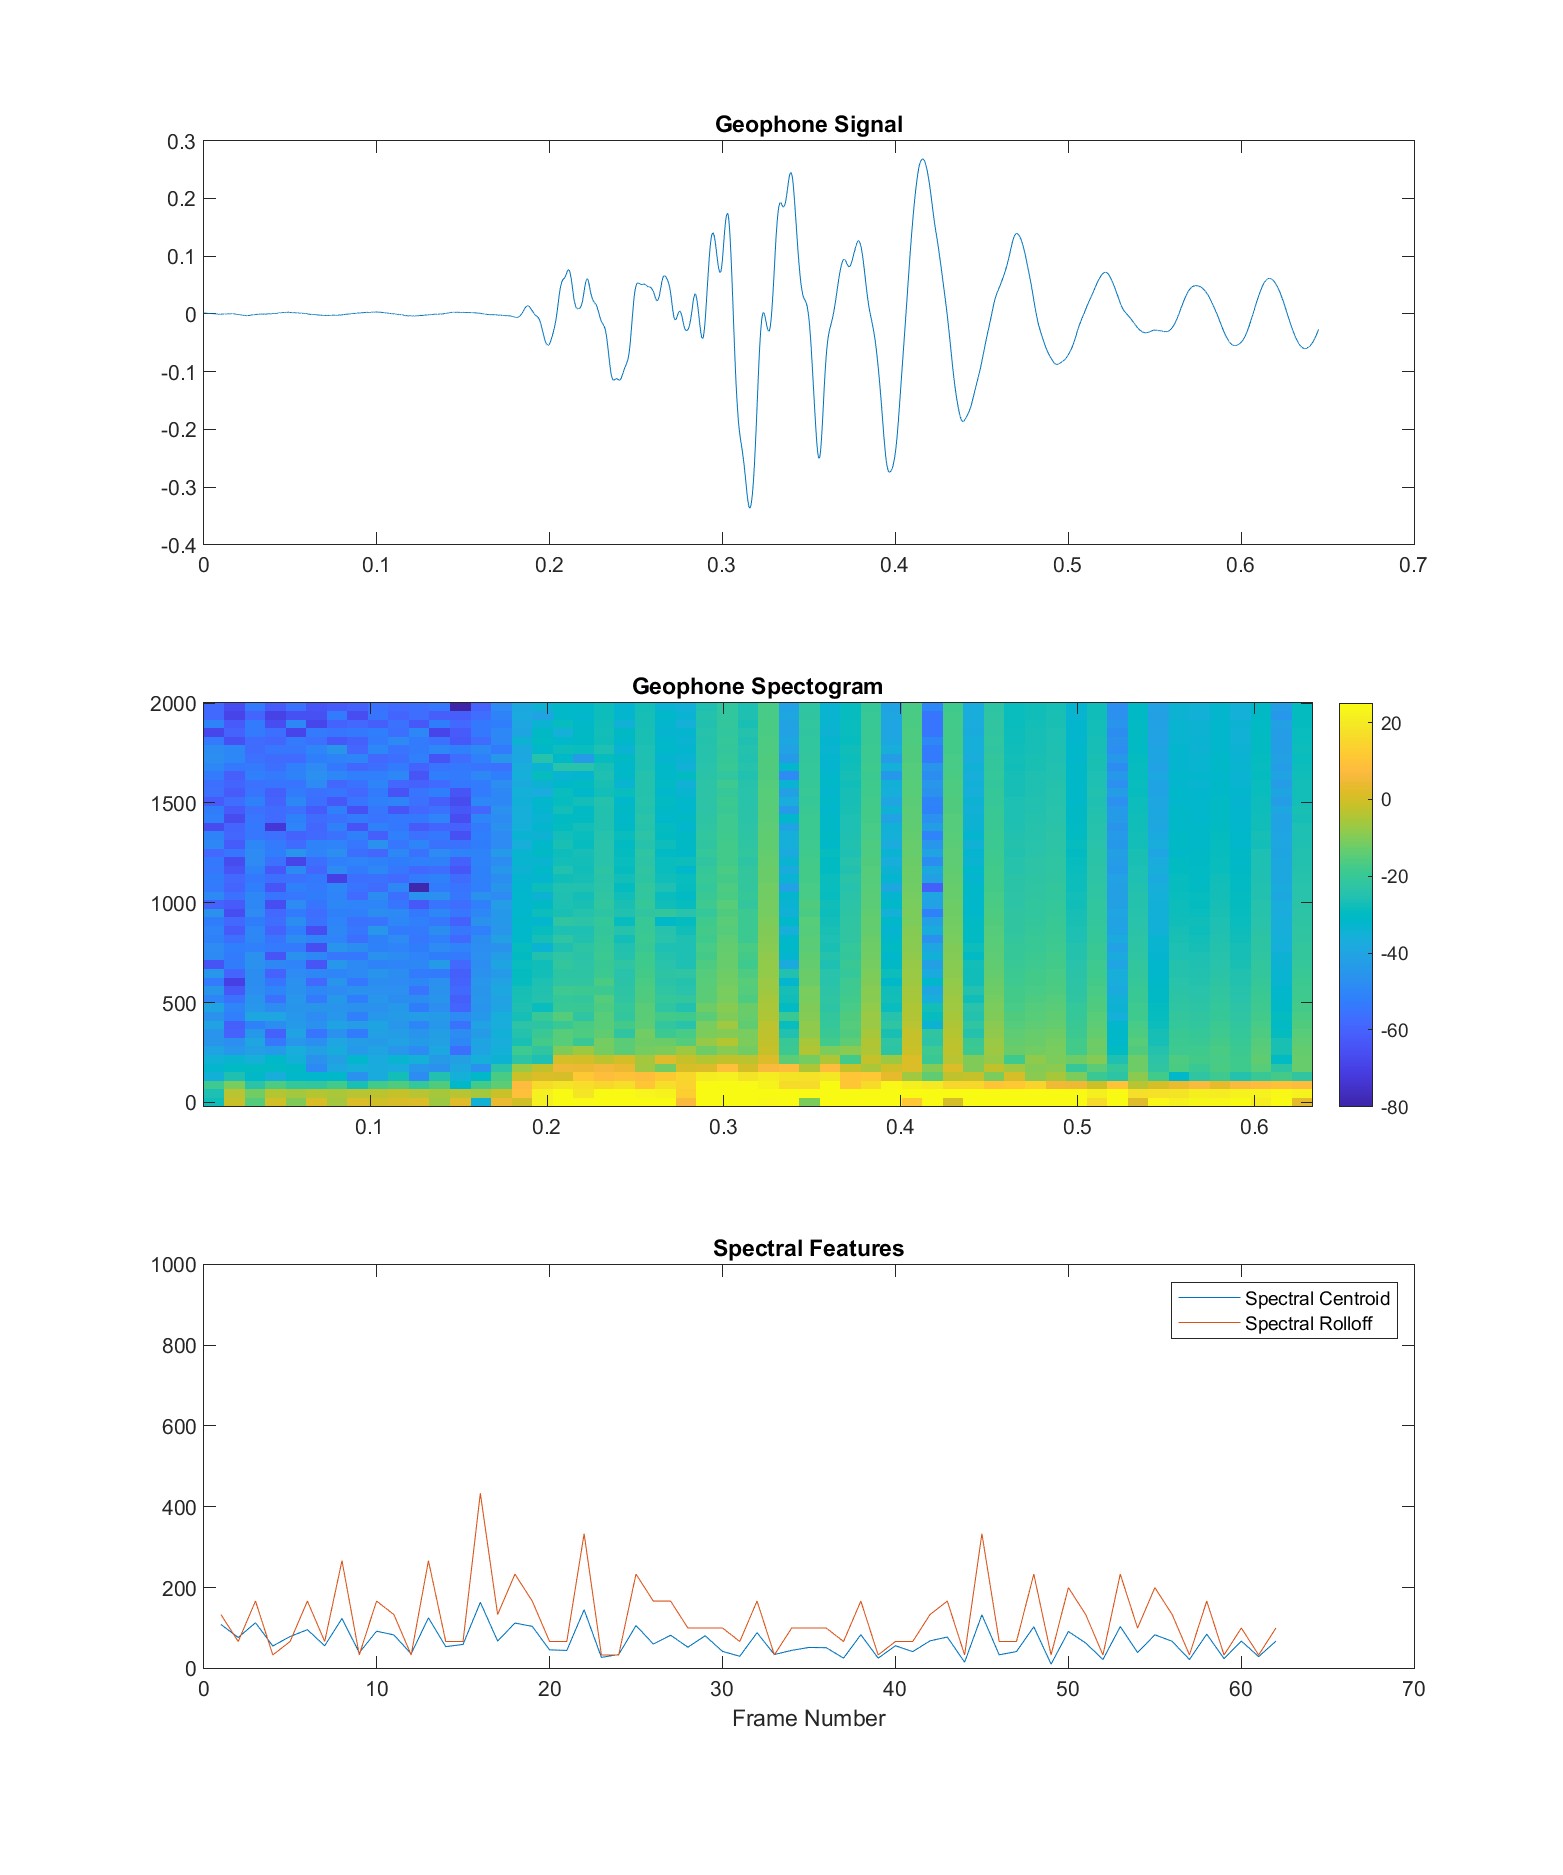 Geophone Signal
0.3
0.2
0.1
0
-0.1
-0.2
-0.3
-0.4
0 0.1 0.2 0.3 0.4 0.5 0.6 0.7
Geophone Spectogram
2000
1500
1000
500
0
0.1 0.2 0.3 0.4 0.5 0.6
20
0
-20
-40
-60
-80
Spectral Features
1000
800
600
400
200
0
Spectral Centroid
Spectral Rolloff
0 10 20 30 40 50 60 70
Frame Number